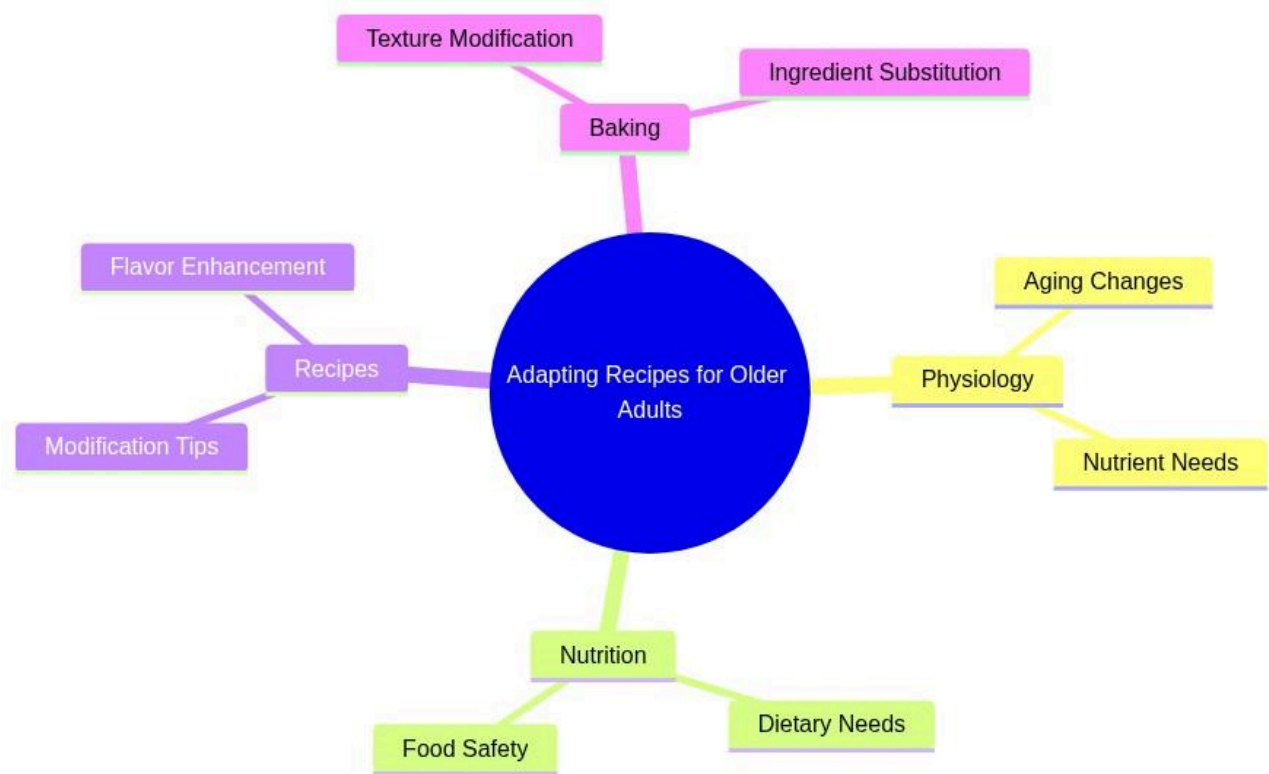 Texture Modification
Ingredient Substitution
Baking
Flavor Enhancement
Aging Changes
Recipes
Adapting Recipes for Older
Adults
Physiology
Modification Tips
Nutrient Needs
Nutrition
Food Safety
Dietary Needs